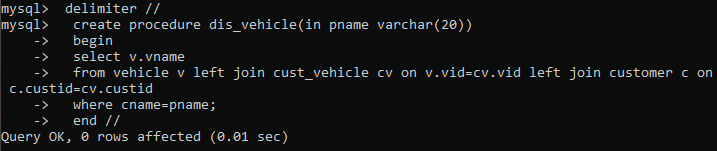 mysql>  delimiter //
mysql>   create procedure dis_vehicle(in pname varchar(20))
    ->   begin
    ->   select v.vname
    ->   from vehicle v left join cust_vehicle cv on v.vid=cv.vid left join customer c on
 c.custid=cv.custid
    ->   where cname=pname;
    ->   end //
Query OK, 0 rows affected (0.01 sec)